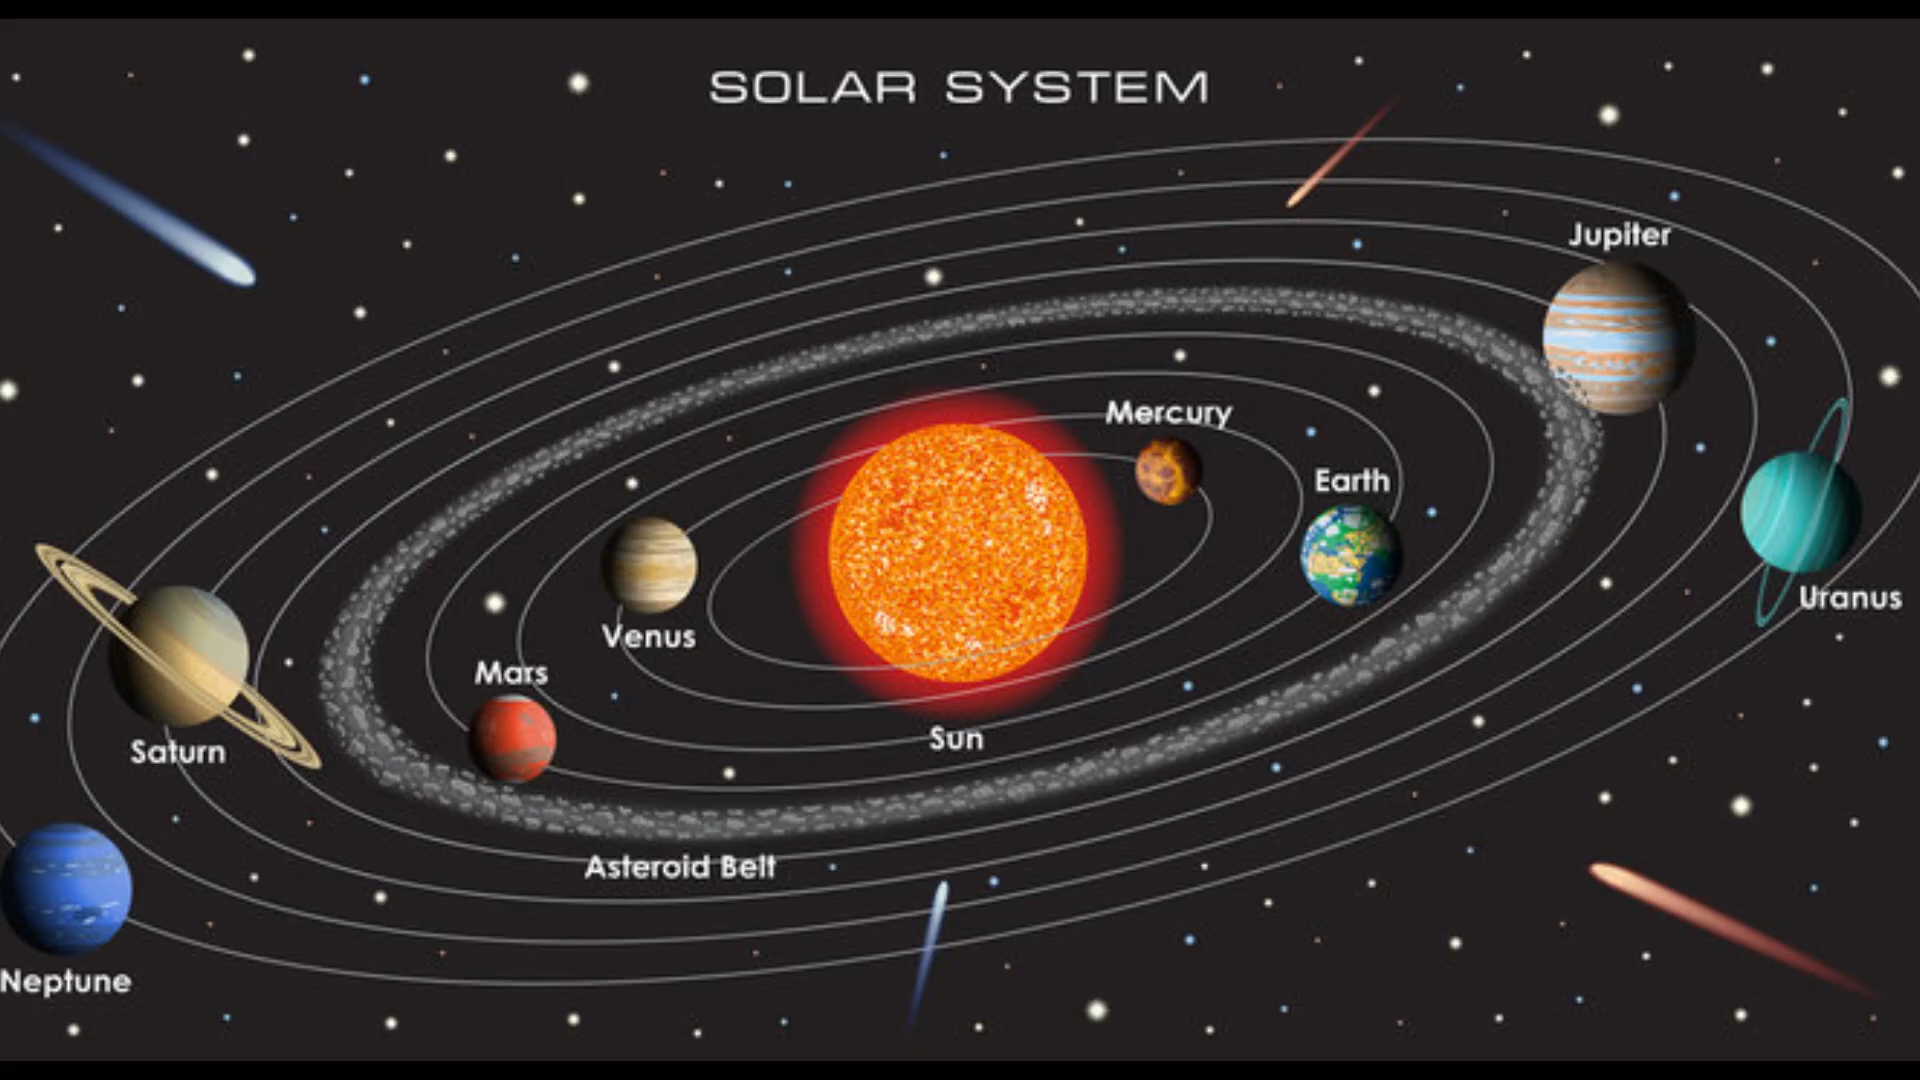 SOLAR SYSTEM
Jupiter
Mercury
Earth
Uranus
Venus
Mars
Sun
Saturn
Asteroid Belt
Neptune